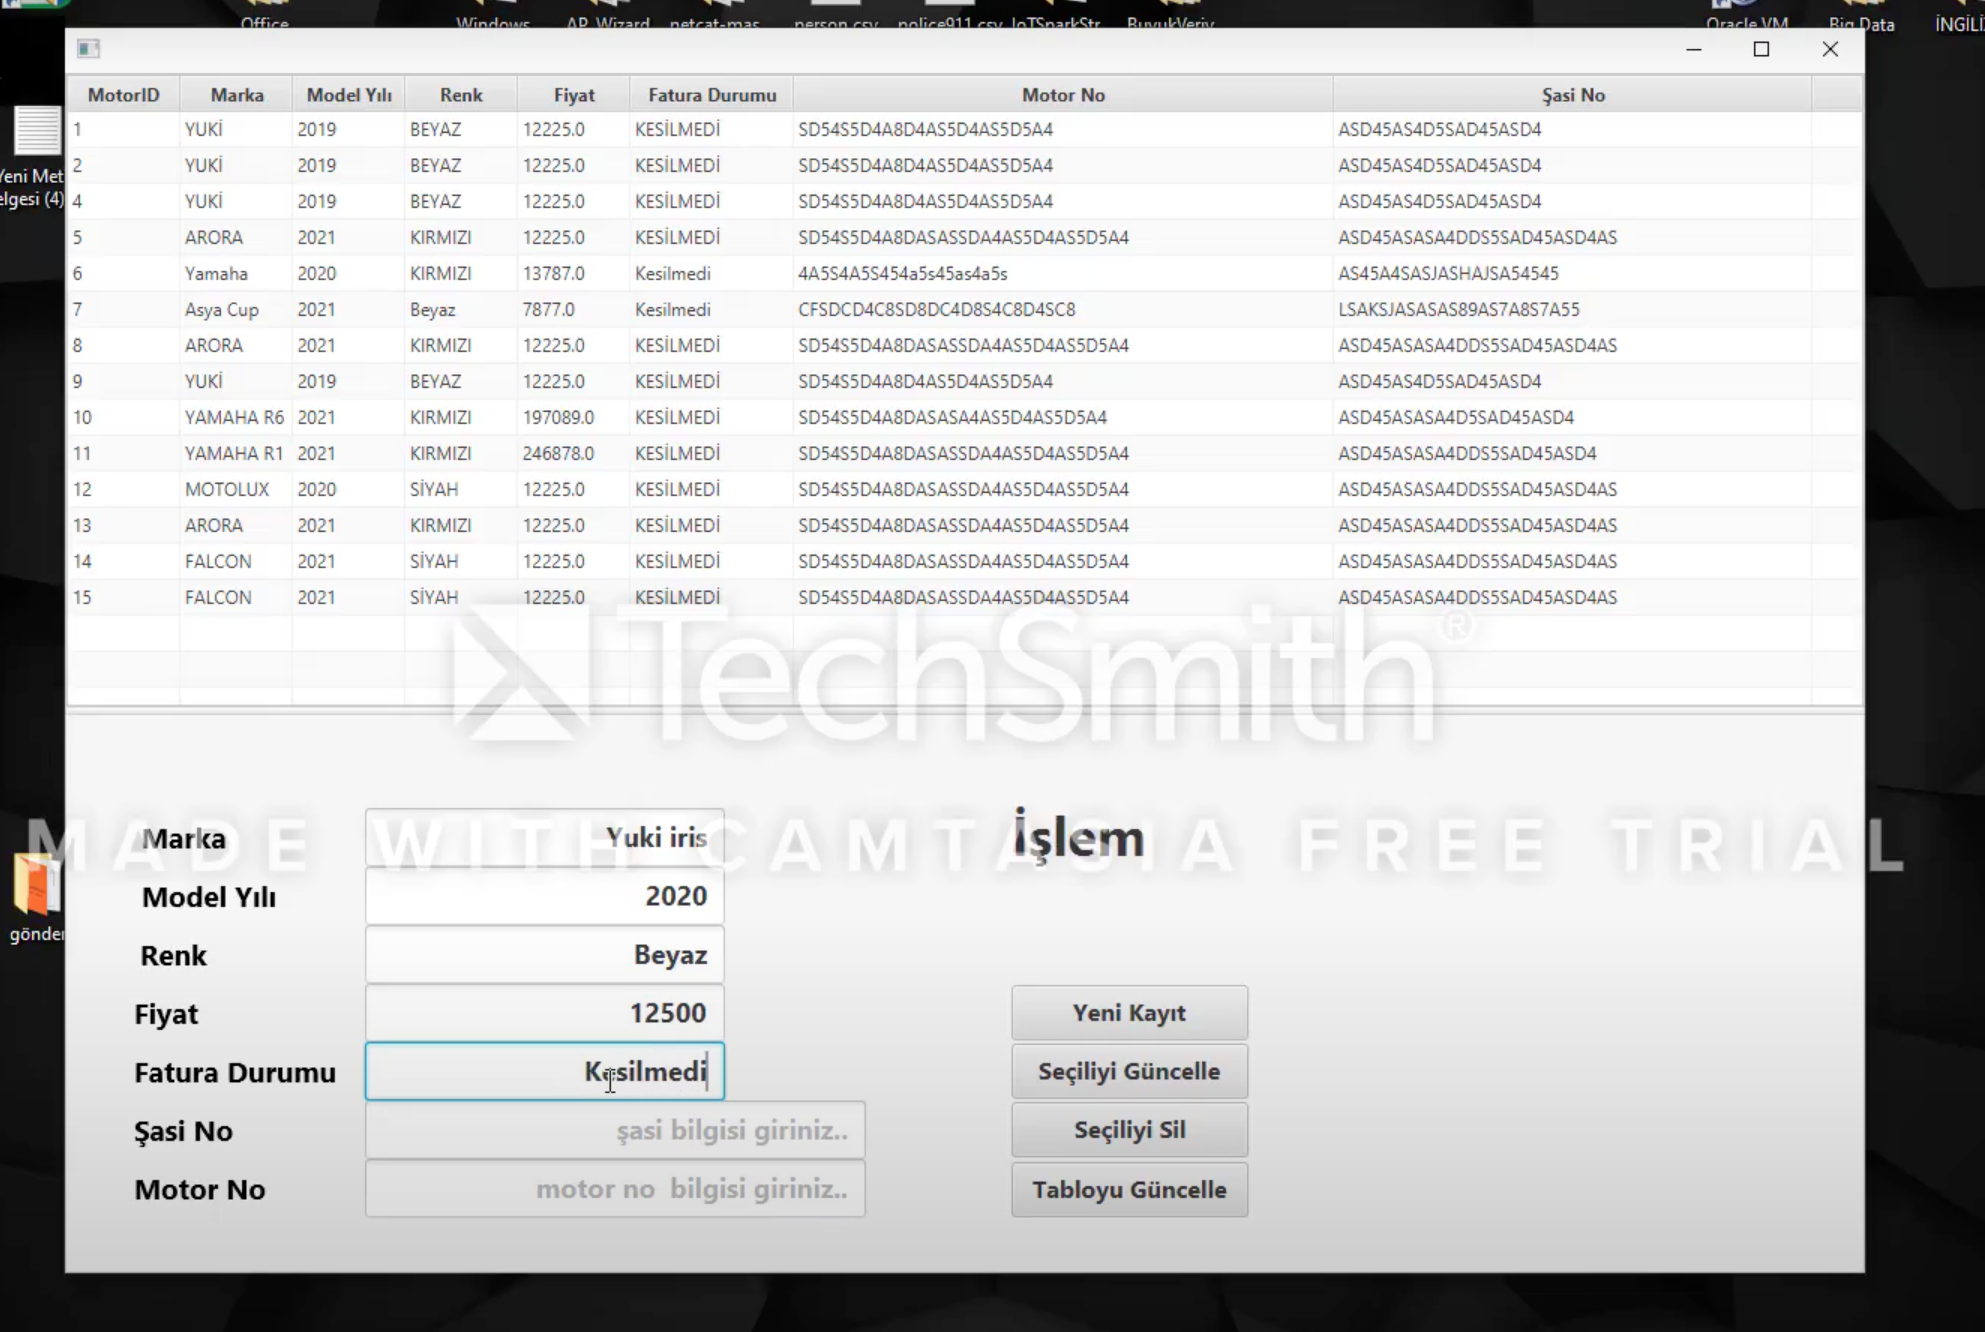 Office Windows AP_Wizard netcat-mas person.csv police911.csv IoTSparkStr BuyukVeriy Oracle VM Big Data
Yeni Met
elgesi (4)
MotorID Marka Model Yılı Renk Fiyat Fatura Durumu Motor No Şasi No
1 YUKİ 2019 BEYAZ 12225.0 KESİLMEDİ SD54S5D4A8D4AS5D4AS5D5A4 ASD45AS4D5SAD45ASD4
2 YUKİ 2019 BEYAZ 12225.0 KESİLMEDİ SD54S5D4A8D4AS5D4AS5D5A4 ASD45AS4D5SAD45ASD4
4 YUKİ 2019 BEYAZ 12225.0 KESİLMEDİ SD54S5D4A8D4AS5D4AS5D5A4 ASD45AS4D5SAD45ASD4
5 ARORA 2021 KIRMIZI 12225.0 KESİLMEDİ SD54S5D4A8DASASSDA4AS5D4AS5D5A4 ASD45ASASA4DDS5SAD45ASD4AS
6 Yamaha 2020 KIRMIZI 13787.0 Kesilmedi 4A5S4A5S454a5s45as4a5s AS45A4SASJASHAJSA54545
7 Asya Cup 2021 Beyaz 7877.0 Kesilmedi CFSDCD4C8SD8DC4D8S4C8D4SC8 LSAKSJASASAS89AS7A8S7A55
8 ARORA 2021 KIRMIZI 12225.0 KESİLMEDİ SD54S5D4A8DASASSDA4AS5D4AS5D5A4 ASD45ASASA4DDS5SAD45ASD4AS
9 YUKİ 2019 BEYAZ 12225.0 KESİLMEDİ SD54S5D4A8D4AS5D4AS5D5A4 ASD45AS4D5SAD45ASD4
10 YAMAHA R6 2021 KIRMIZI 197089.0 KESİLMEDİ SD54S5D4A8DASASA4AS5D4AS5D5A4 ASD45ASASA4D5SAD45ASD4
11 YAMAHA R1 2021 KIRMIZI 246878.0 KESİLMEDİ SD54S5D4A8DASASSDA4AS5D4AS5D5A4 ASD45ASASA4DDS5SAD45ASD4
12 MOTOLUX 2020 SİYAH 12225.0 KESİLMEDİ SD54S5D4A8DASASSDA4AS5D4AS5D5A4 ASD45ASASA4DDS5SAD45ASD4AS
13 ARORA 2021 KIRMIZI 12225.0 KESİLMEDİ SD54S5D4A8DASASSDA4AS5D4AS5D5A4 ASD45ASASA4DDS5SAD45ASD4AS
14 FALCON 2021 SİYAH 12225.0 KESİLMEDİ SD54S5D4A8DASASSDA4AS5D4AS5D5A4 ASD45ASASA4DDS5SAD45ASD4AS
15 FALCON 2021 SİYAH 12225.0 KESİLMEDİ SD54S5D4A8DASASSDA4AS5D4AS5D5A4 ASD45ASASA4DDS5SAD45ASD4AS
TechSmith®
MADE WITH CAMTASIA FREE TRIAL
Marka Yuki iris
Model Yılı 2020
Renk Beyaz
Fiyat 12500
Fatura Durumu Kesilmedi
Şasi No şasi bilgisi giriniz..
Motor No motor no bilgisi giriniz..
İşlem
Yeni Kayıt
Seçiliyi Güncelle
Seçiliyi Sil
Tabloyu Güncelle
gönder